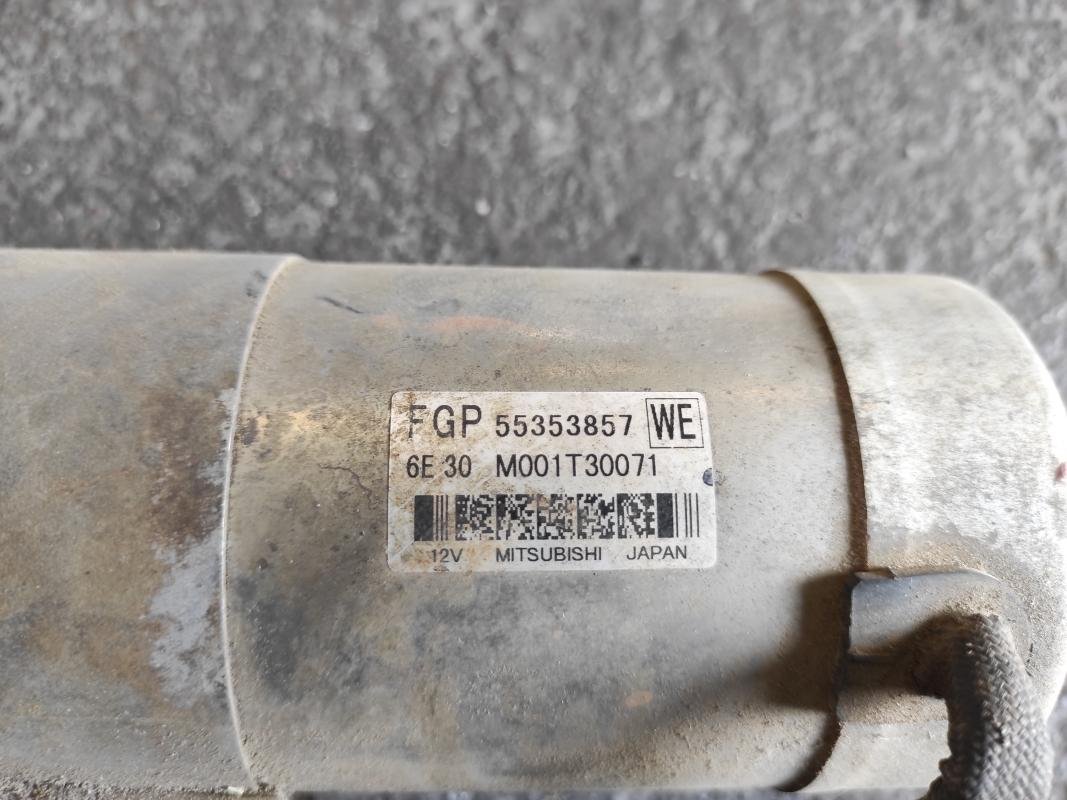 FGP 55353857 WE
6E 30 M001T30071
12V MITSUBISHI JAPAN